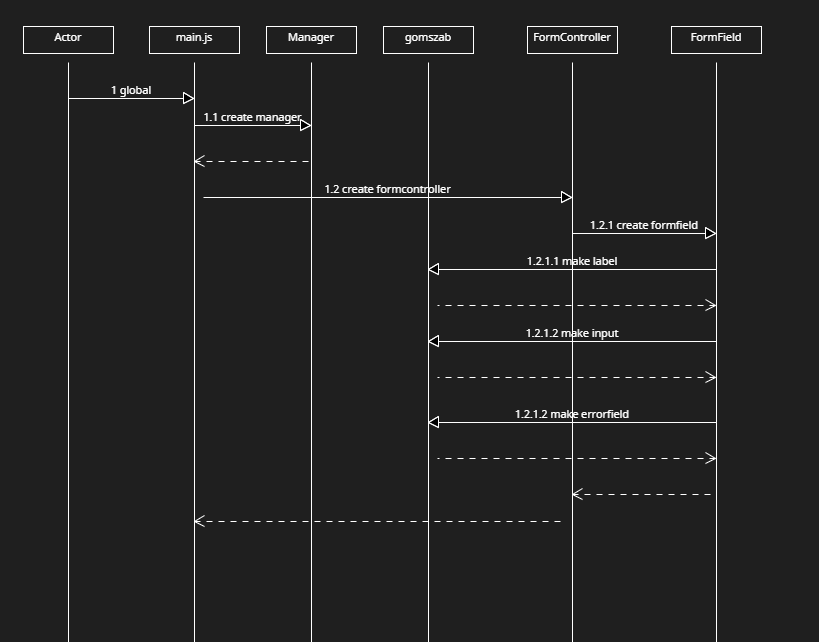 Actor
main.js
Manager
gomszab
FormController
FormField
1 global
1.1 create manager
1.2 create formcontroller
1.2.1 create formfield
1.2.1.1 make label
1.2.1.2 make input
1.2.1.2 make errorfield